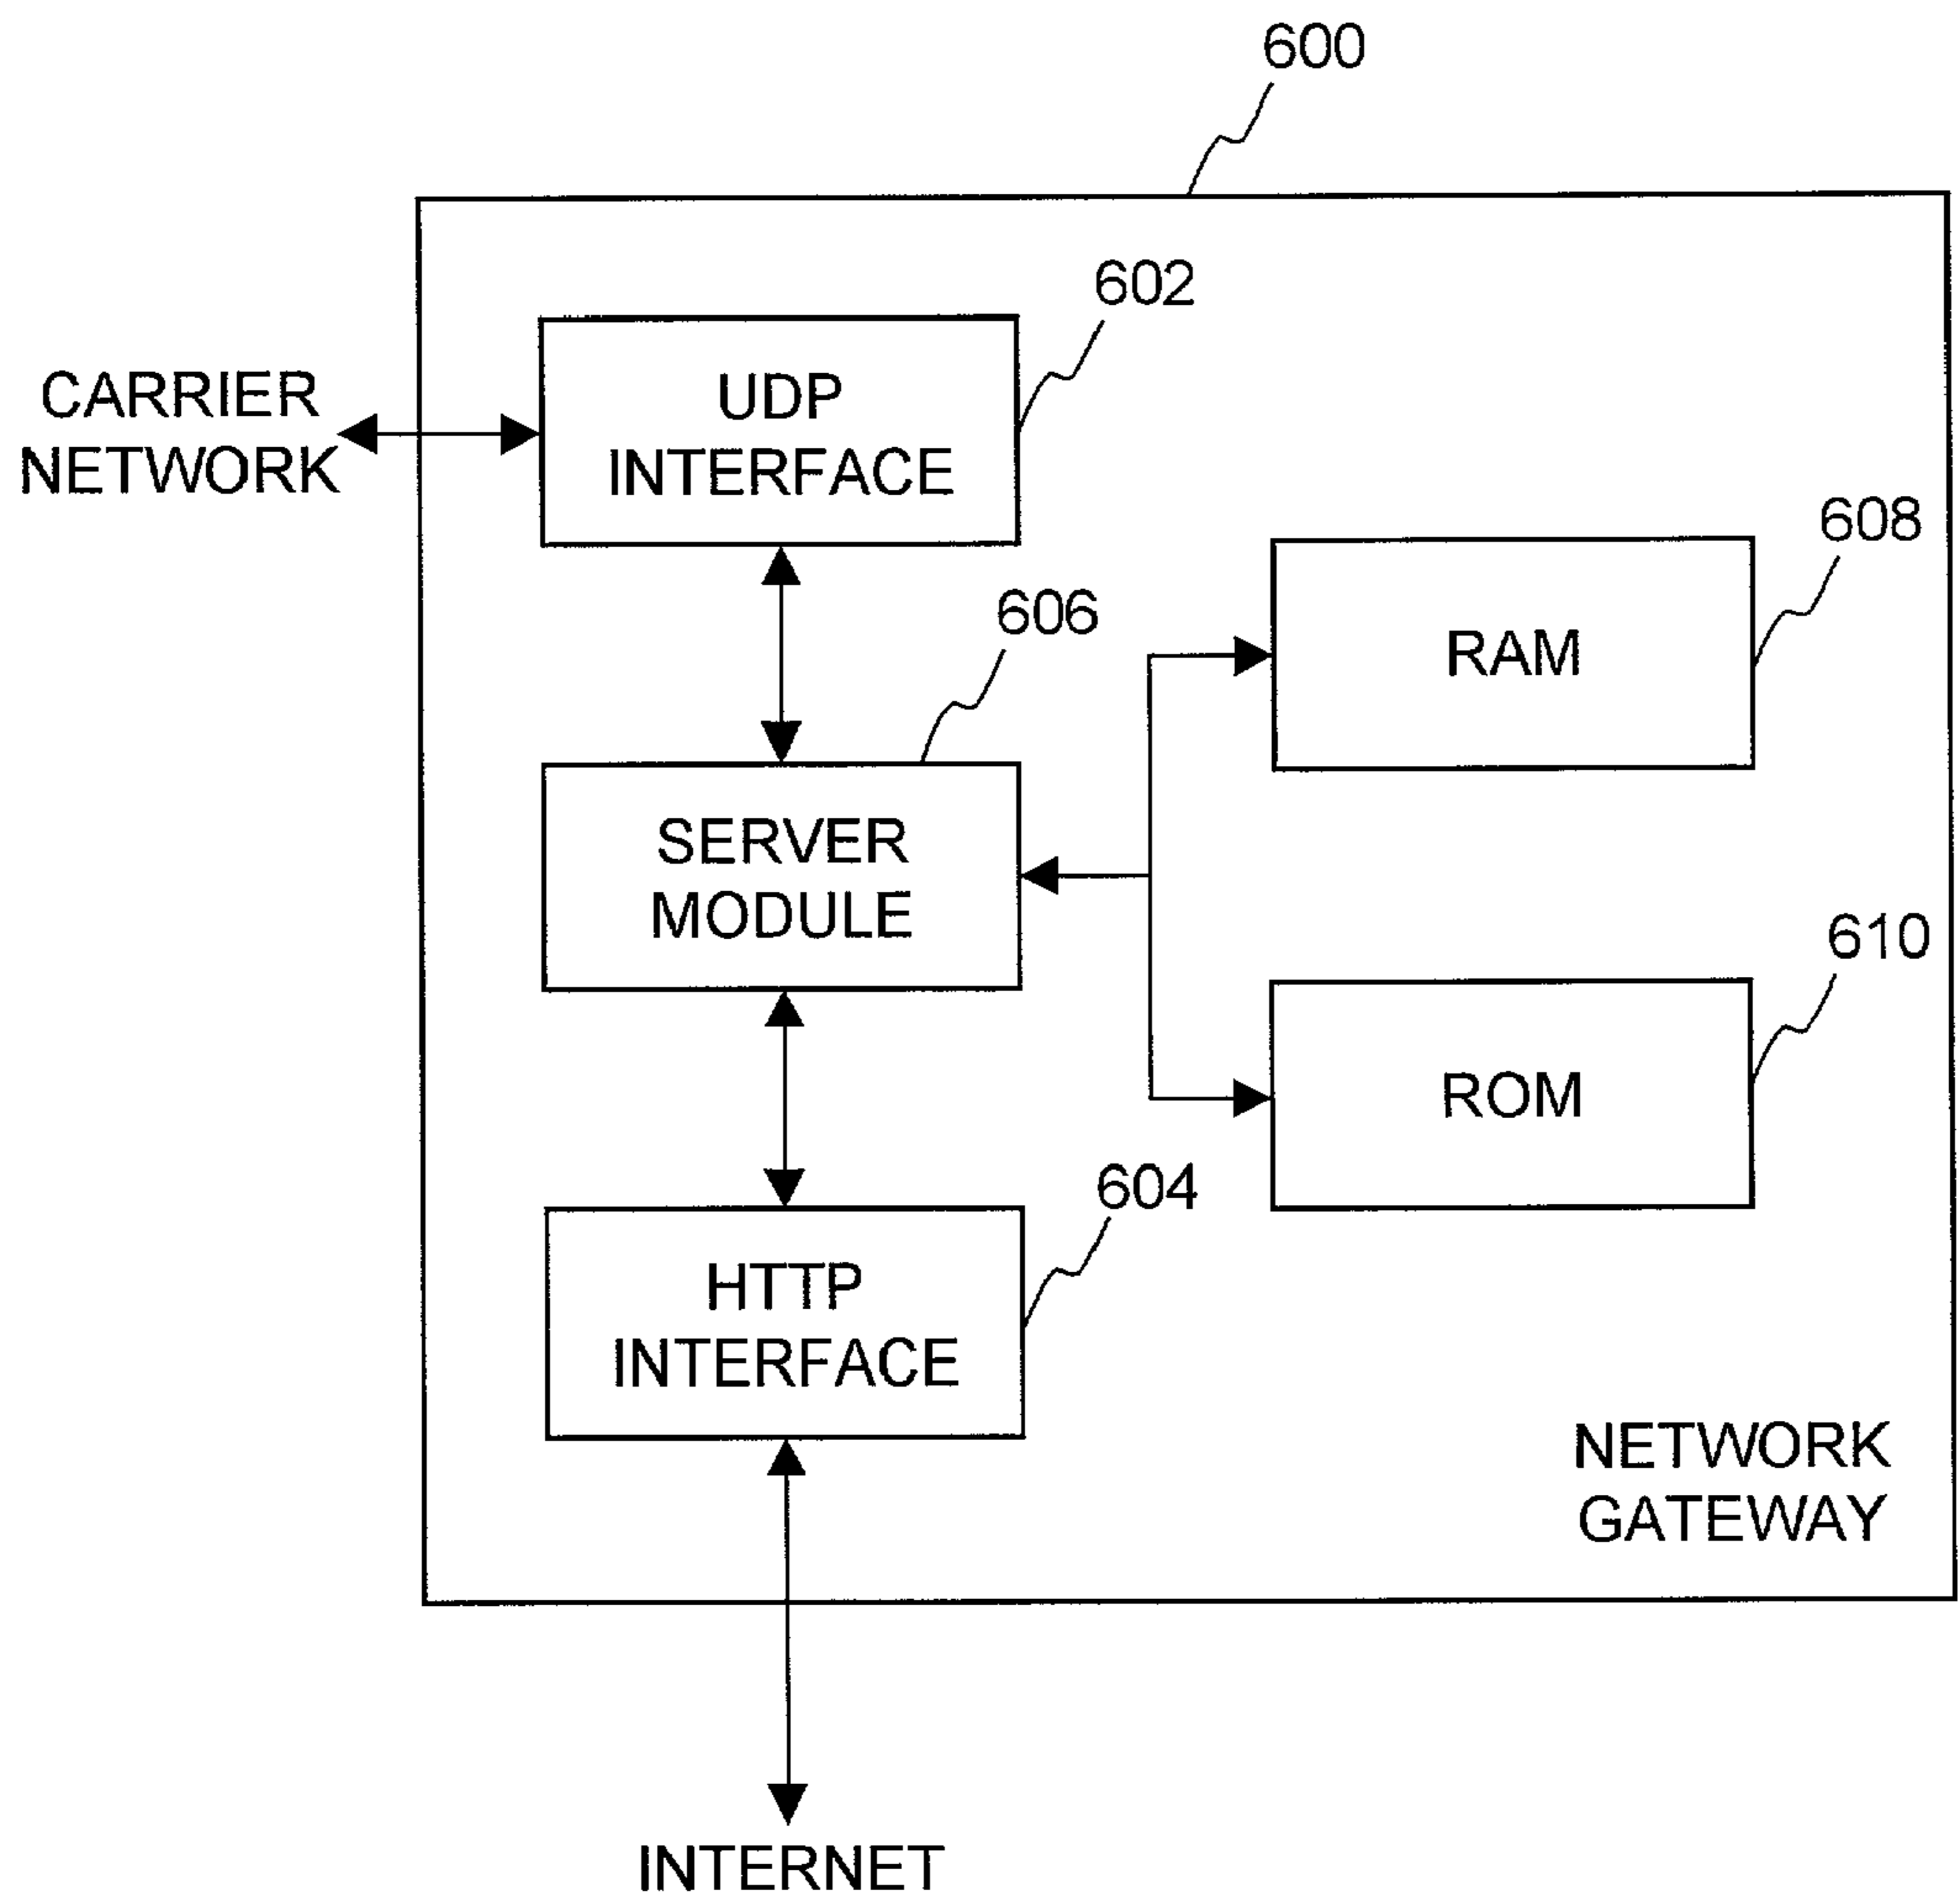 600
602
CARRIER
NETWORK
UDP
INTERFACE
608
606
RAM
SERVER
MODULE
610
ROM
604
HTTP
INTERFACE
NETWORK
GATEWAY
INTERNET